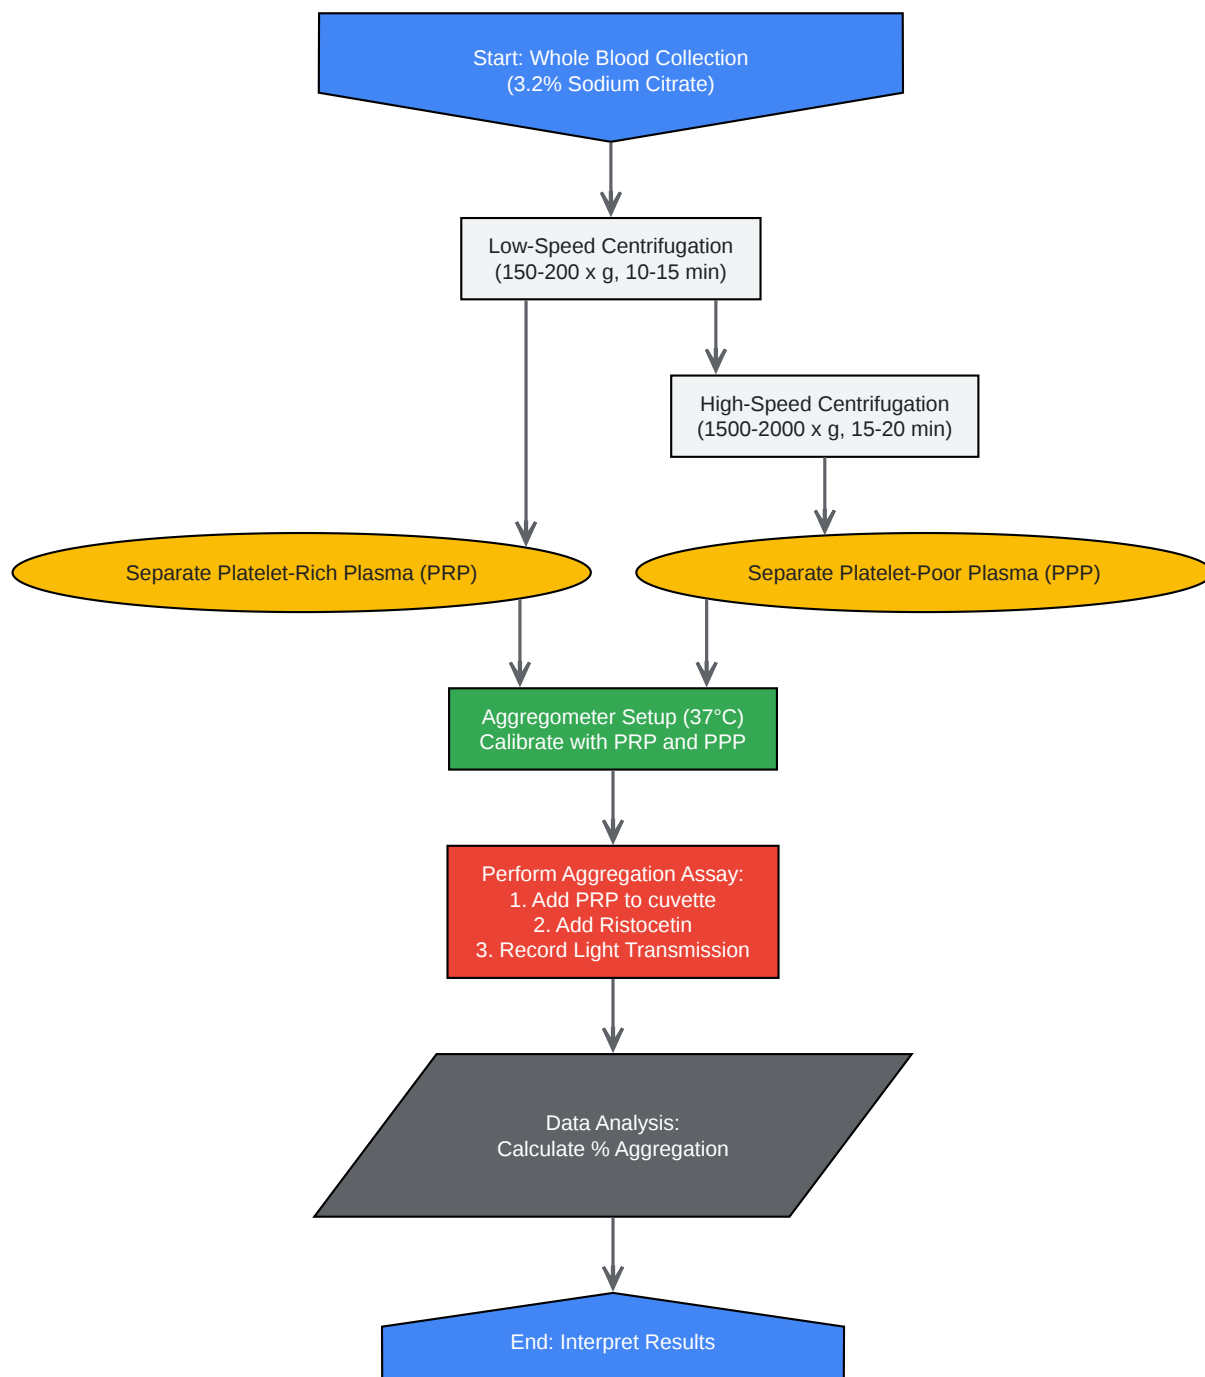 Start: Whole Blood Collection
(3.2% Sodium Citrate)
Low-Speed Centrifugation
(150-200 x g, 10-15 min)
High-Speed Centrifugation
(1500-2000 x g, 15-20 min)
Separate Platelet-Rich Plasma (PRP)
Separate Platelet-Poor Plasma (PPP)
Aggregometer Setup (37°C)
Calibrate with PRP and PPP
Perform Aggregation Assay:
1. Add PRP to cuvette
2. Add Ristocetin
3. Record Light Transmission
Data Analysis:
Calculate % Aggregation
End: Interpret Results